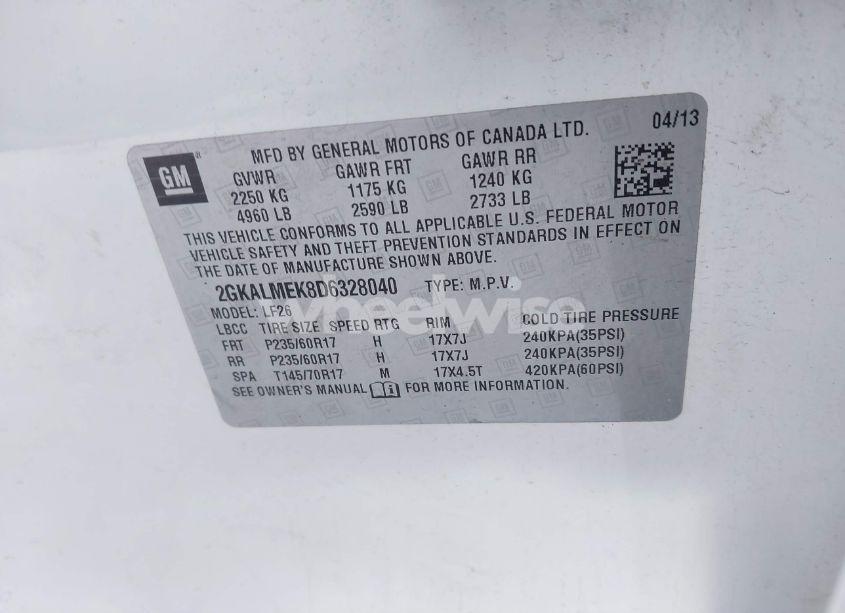 GM
®
MFD BY GENERAL MOTORS OF CANADA LTD. 04/13
GVWR GAWR FRT GAWR RR
2250 KG 1175 KG 1240 KG
4960 LB 2590 LB 2733 LB
THIS VEHICLE CONFORMS TO ALL APPLICABLE U.S. FEDERAL MOTOR
VEHICLE SAFETY AND THEFT PREVENTION STANDARDS IN EFFECT ON
THE DATE OF MANUFACTURE SHOWN ABOVE.
2GKALMEK8D6328040 TYPE: M.P.V.
wheelwise
MODEL: LF26
LBCC TIRE SIZE SPEED RTG RIM COLD TIRE PRESSURE
FRT P235/60R17 H 17X7J 240KPA(35PSI)
RR P235/60R17 H 17X7J 240KPA(35PSI)
SPA T145/70R17 M 17X4.5T 420KPA(60PSI)
SEE OWNER'S MANUAL FOR MORE INFORMATION.